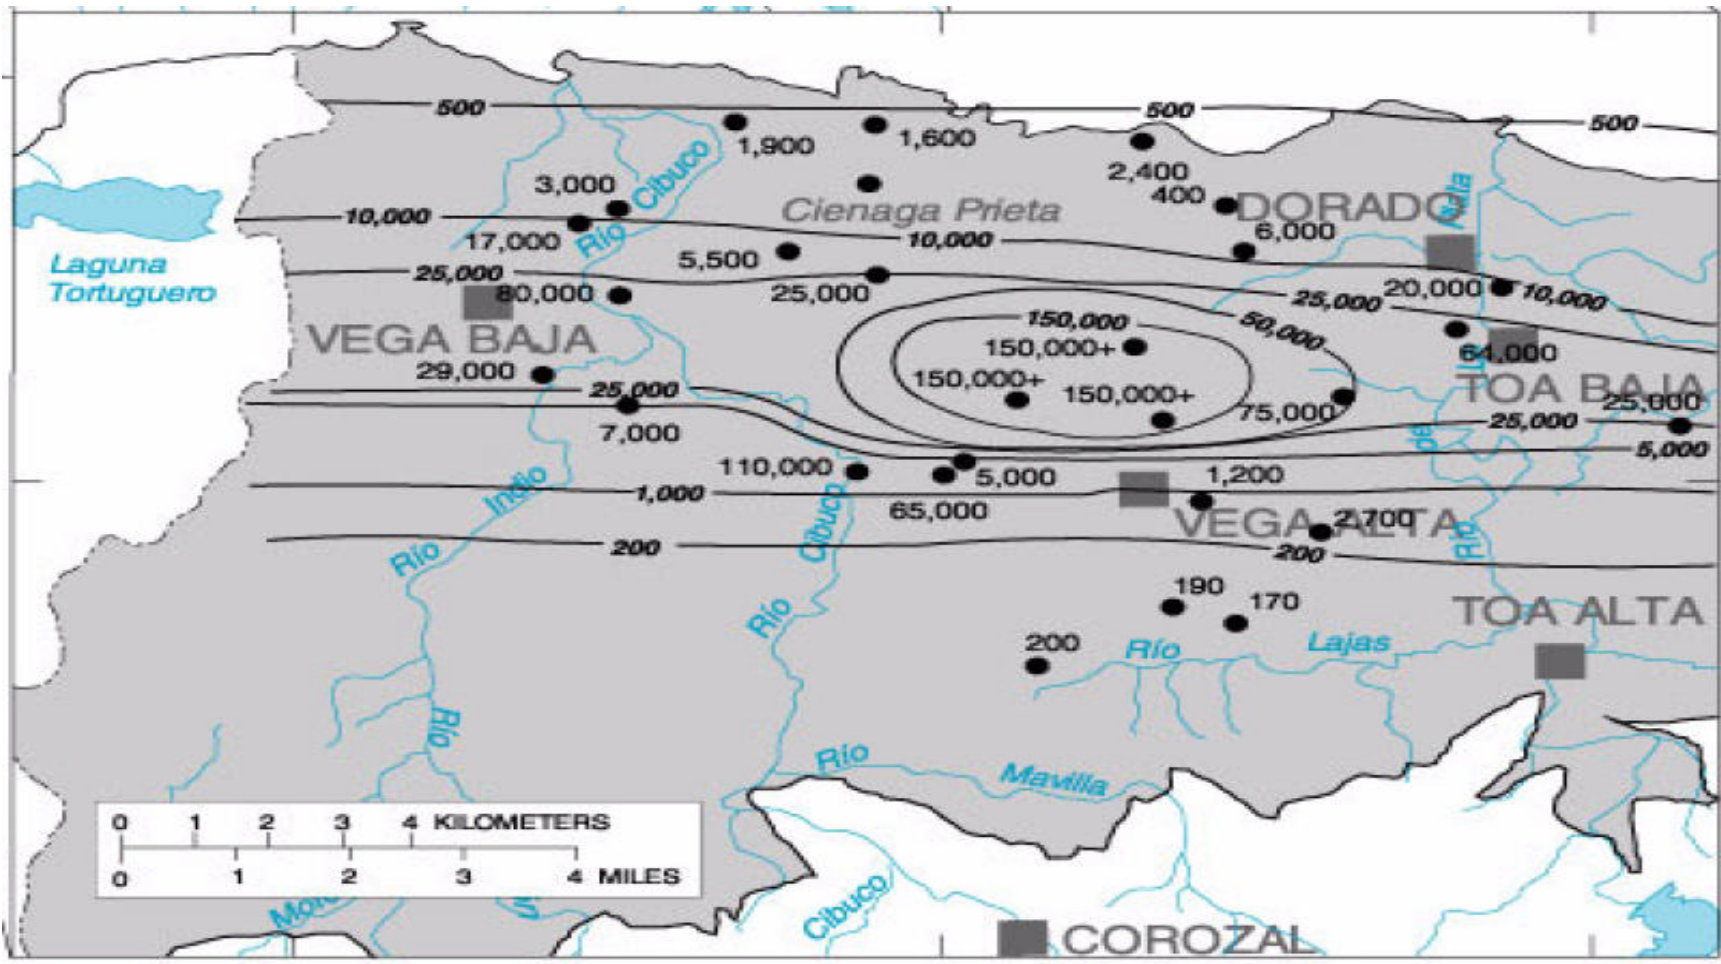 500
500
500
1,900
1,600
2,400
Cibuco
Río
3,000
17,000
10,000
Cienaga Prieta
400
DORADO
6,000
Plata
10,000
5,500
Laguna
Tortuguero
25,000
80,000
25,000
25,000
20,000
10,000
VEGA BAJA
150,000
50,000
150,000+
64,000
La
29,000
150,000+
150,000+
75,000
TOA BAJA
25,000
25,000
7,000
25,000
de
5,000
110,000
5,000
1,200
Río Indio
1,000
65,000
Cibuco
Río
VEGA ALTA
2,700
Río
200
200
190
170
TOA ALTA
200
Río Lajas
Río
Río
Mavilla
0 1 2 3 4 KILOMETERS
0 1 2 3 4 MILES
Cibuco
COROZAL